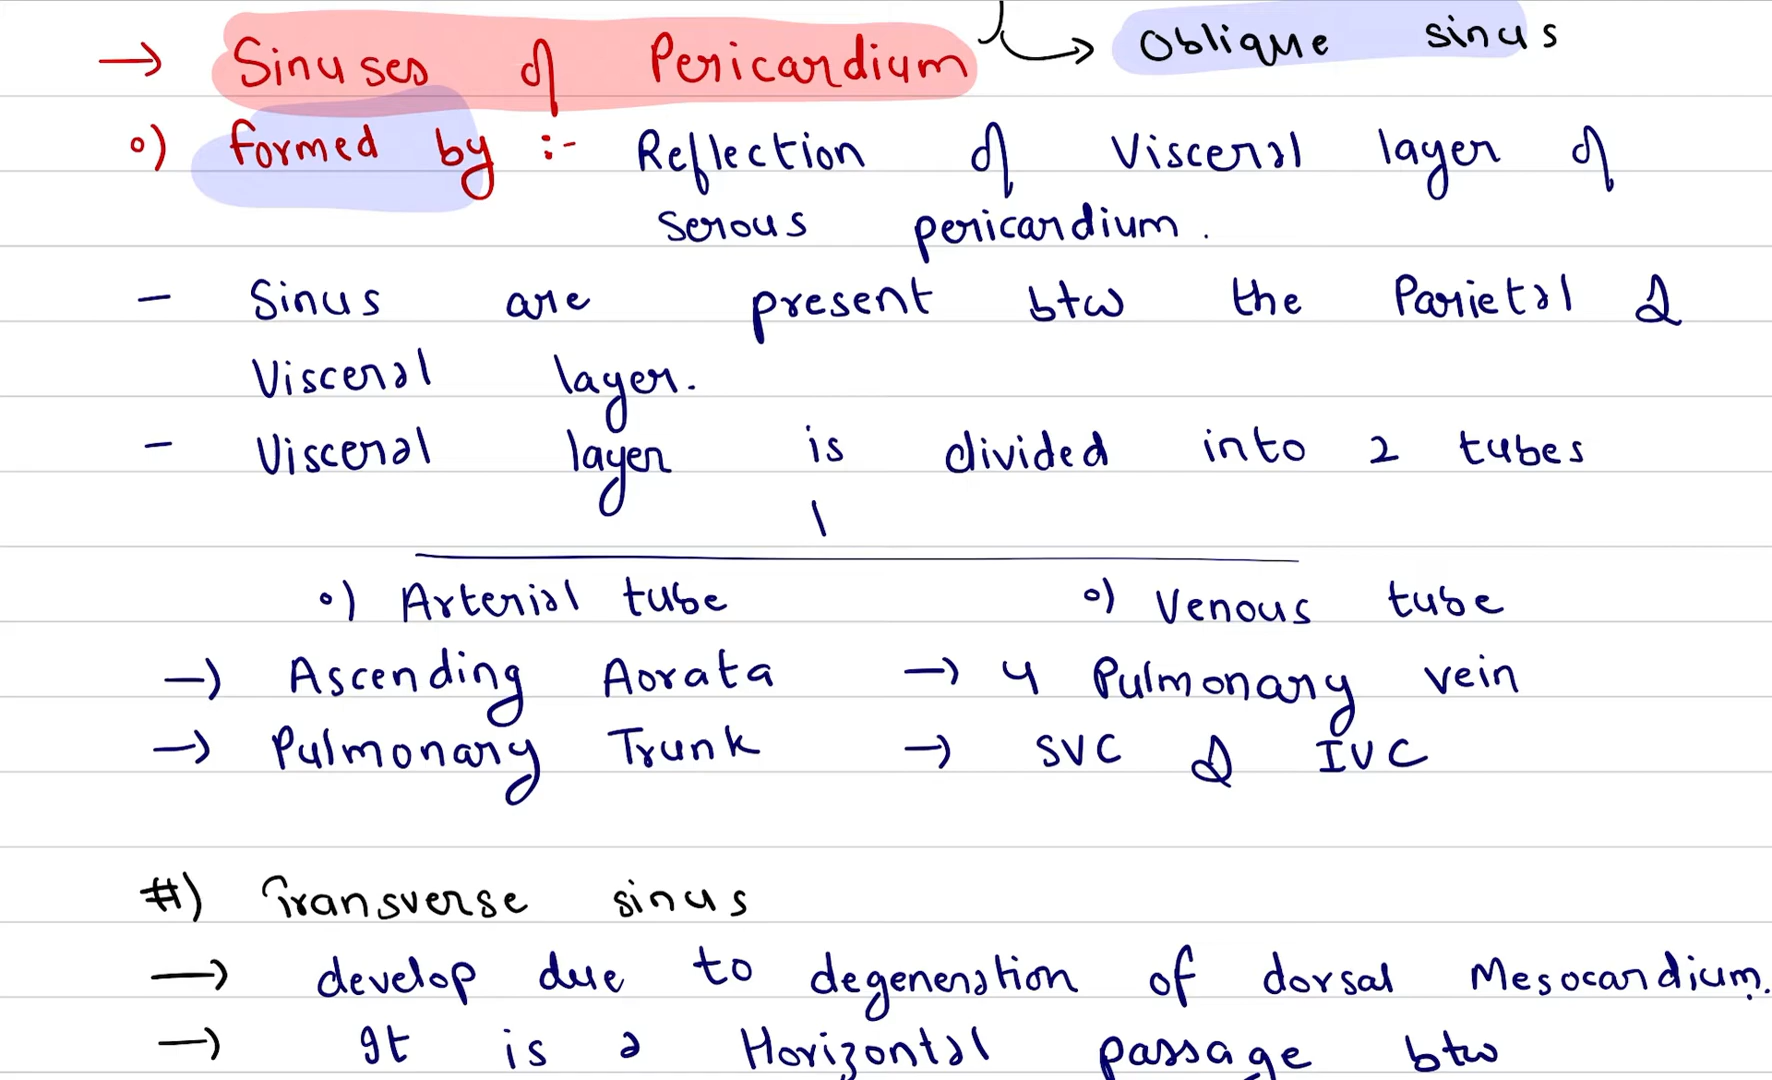 → Sinuses of Pericardium → Oblique sinus
o) formed by :- Reflection of Visceral layer of
Serous pericardium.
- Sinus are present btw the Parietal &
Visceral layer.
- Visceral layer is divided into 2 tubes
o) Arterial tube o) Venous tube
→ Ascending Aorata → 4 Pulmonary vein
→ Pulmonary Trunk → SVC & IVC
#) Transverse sinus
→ develop due to degeneration of dorsal Mesocardium.
→ It is a Horizontal passage btw